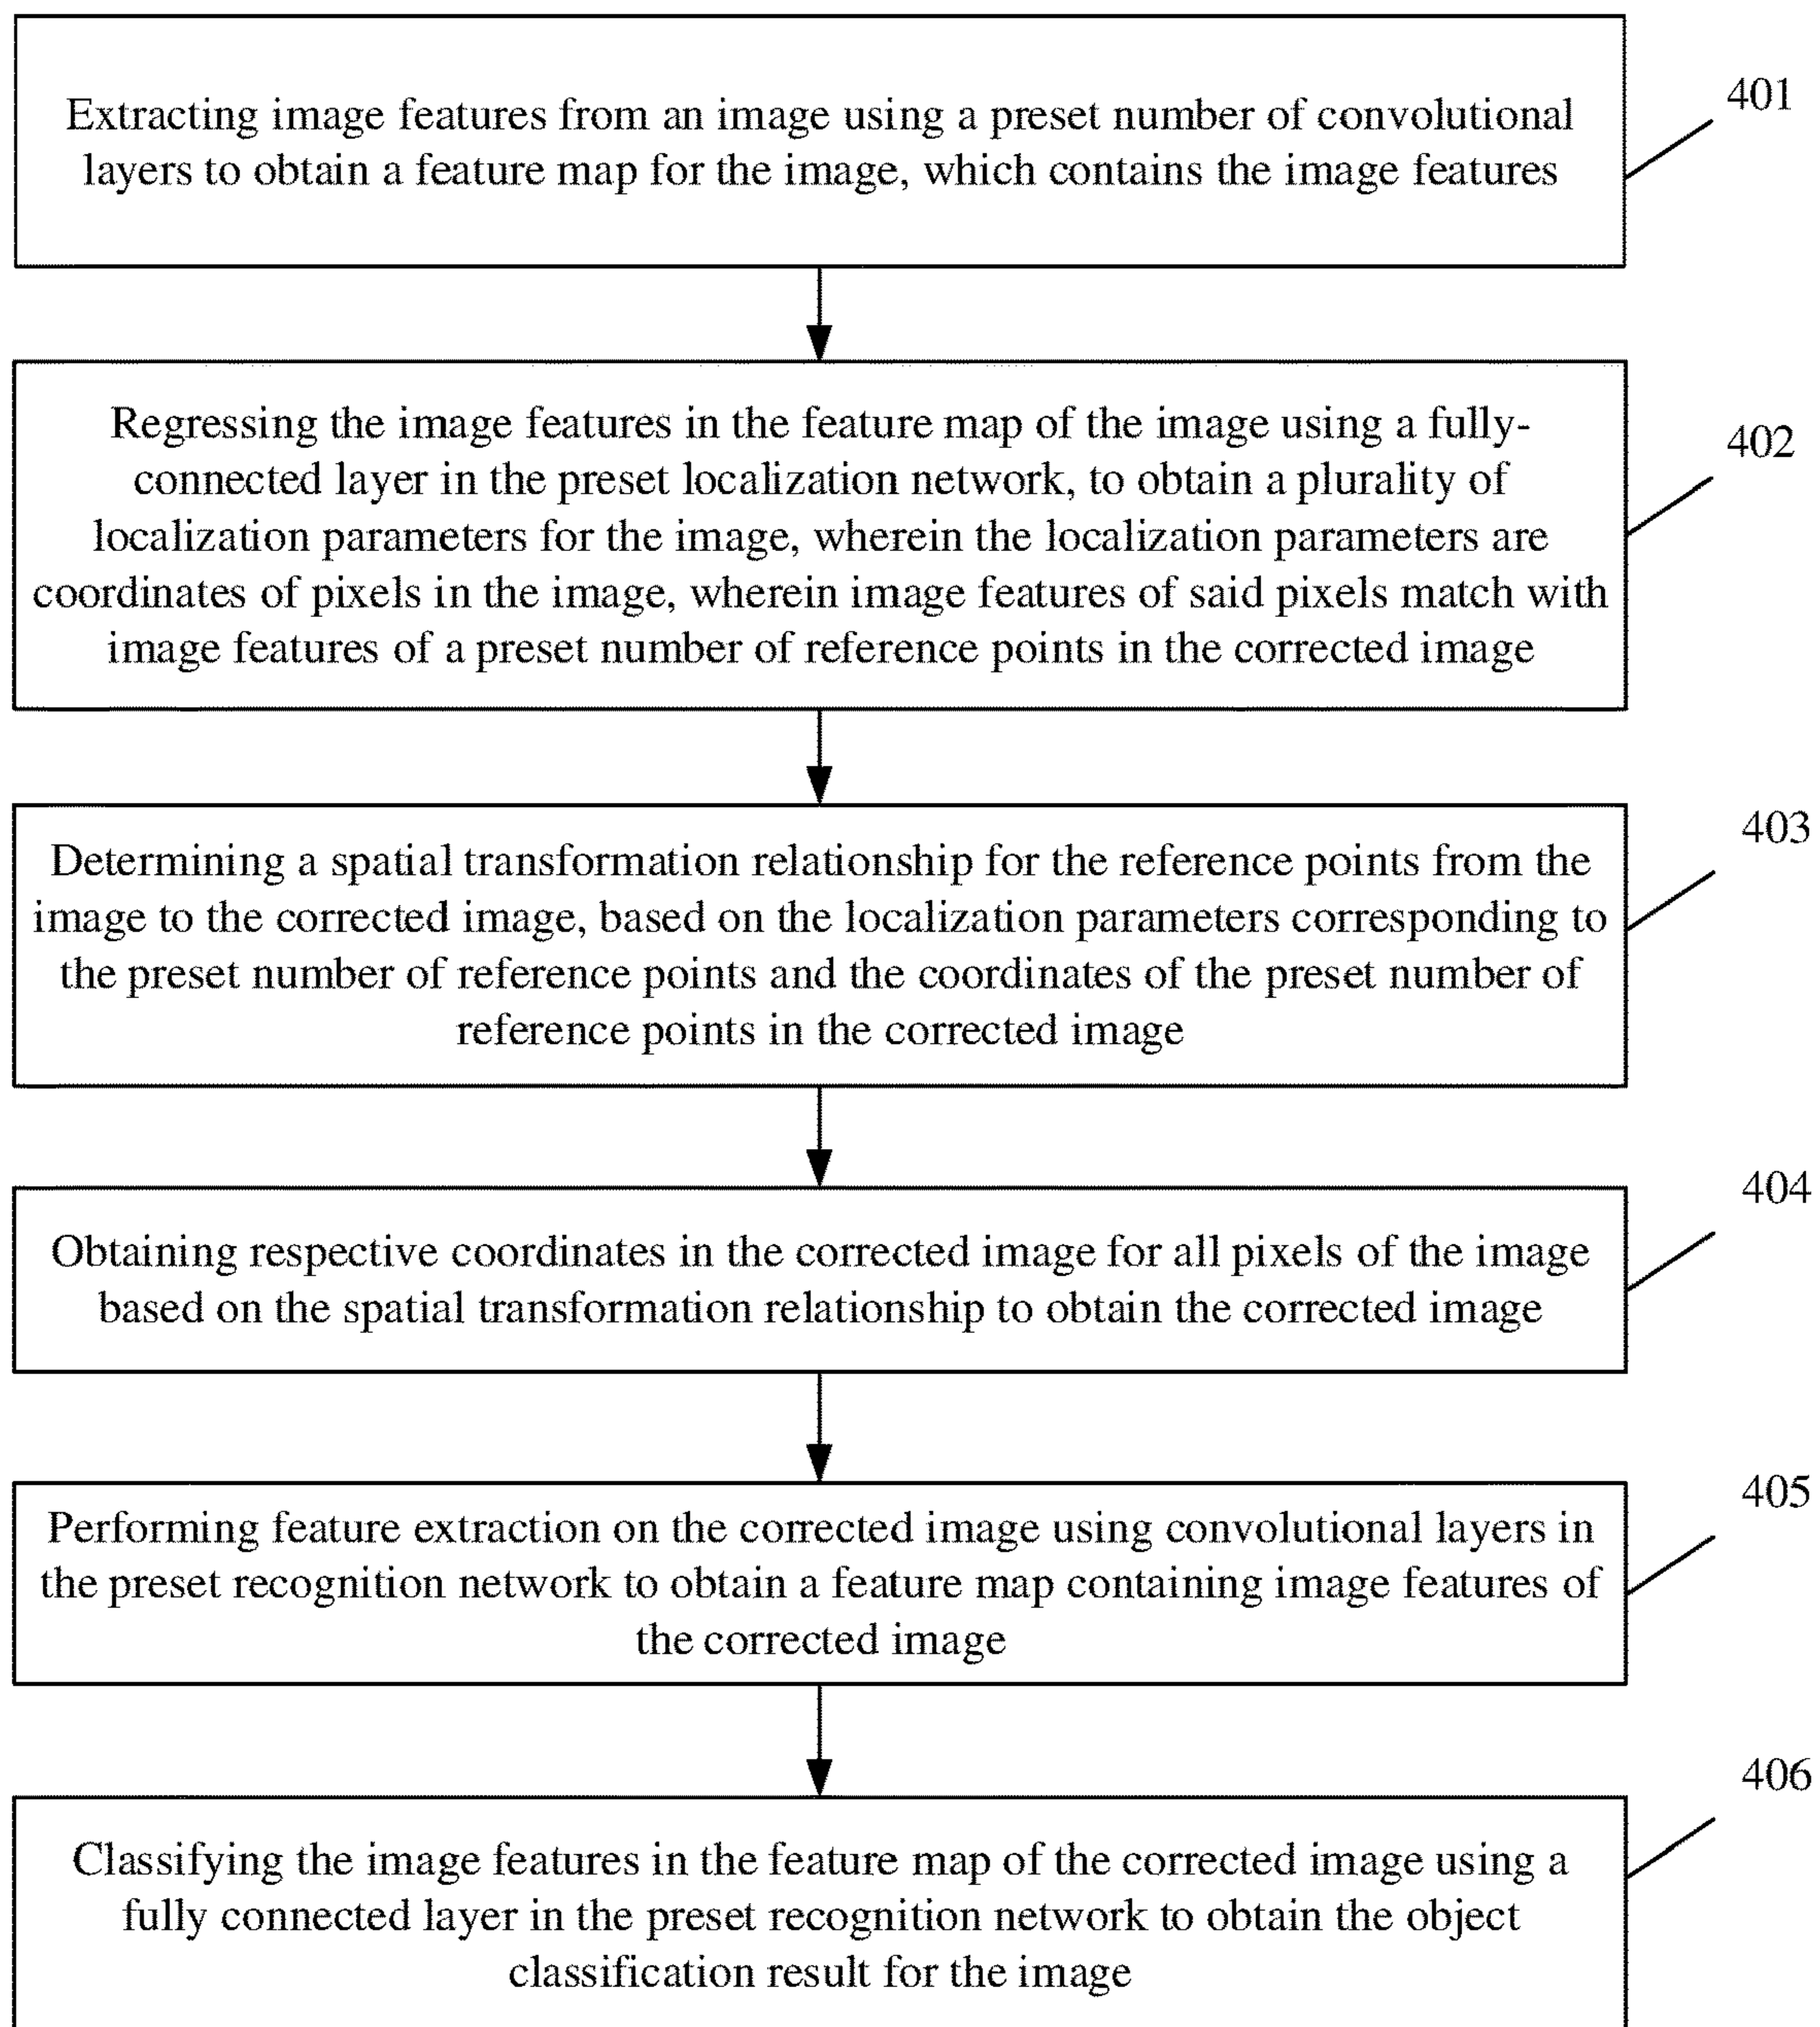 Extracting image features from an image using a preset number of convolutional
layers to obtain a feature map for the image, which contains the image features
401
Regressing the image features in the feature map of the image using a fully-
connected layer in the preset localization network, to obtain a plurality of
localization parameters for the image, wherein the localization parameters are
coordinates of pixels in the image, wherein image features of said pixels match with
image features of a preset number of reference points in the corrected image
402
Determining a spatial transformation relationship for the reference points from the
image to the corrected image, based on the localization parameters corresponding to
the preset number of reference points and the coordinates of the preset number of
reference points in the corrected image
403
Obtaining respective coordinates in the corrected image for all pixels of the image
based on the spatial transformation relationship to obtain the corrected image
404
Performing feature extraction on the corrected image using convolutional layers in
the preset recognition network to obtain a feature map containing image features of
the corrected image
405
Classifying the image features in the feature map of the corrected image using a
fully connected layer in the preset recognition network to obtain the object
classification result for the image
406